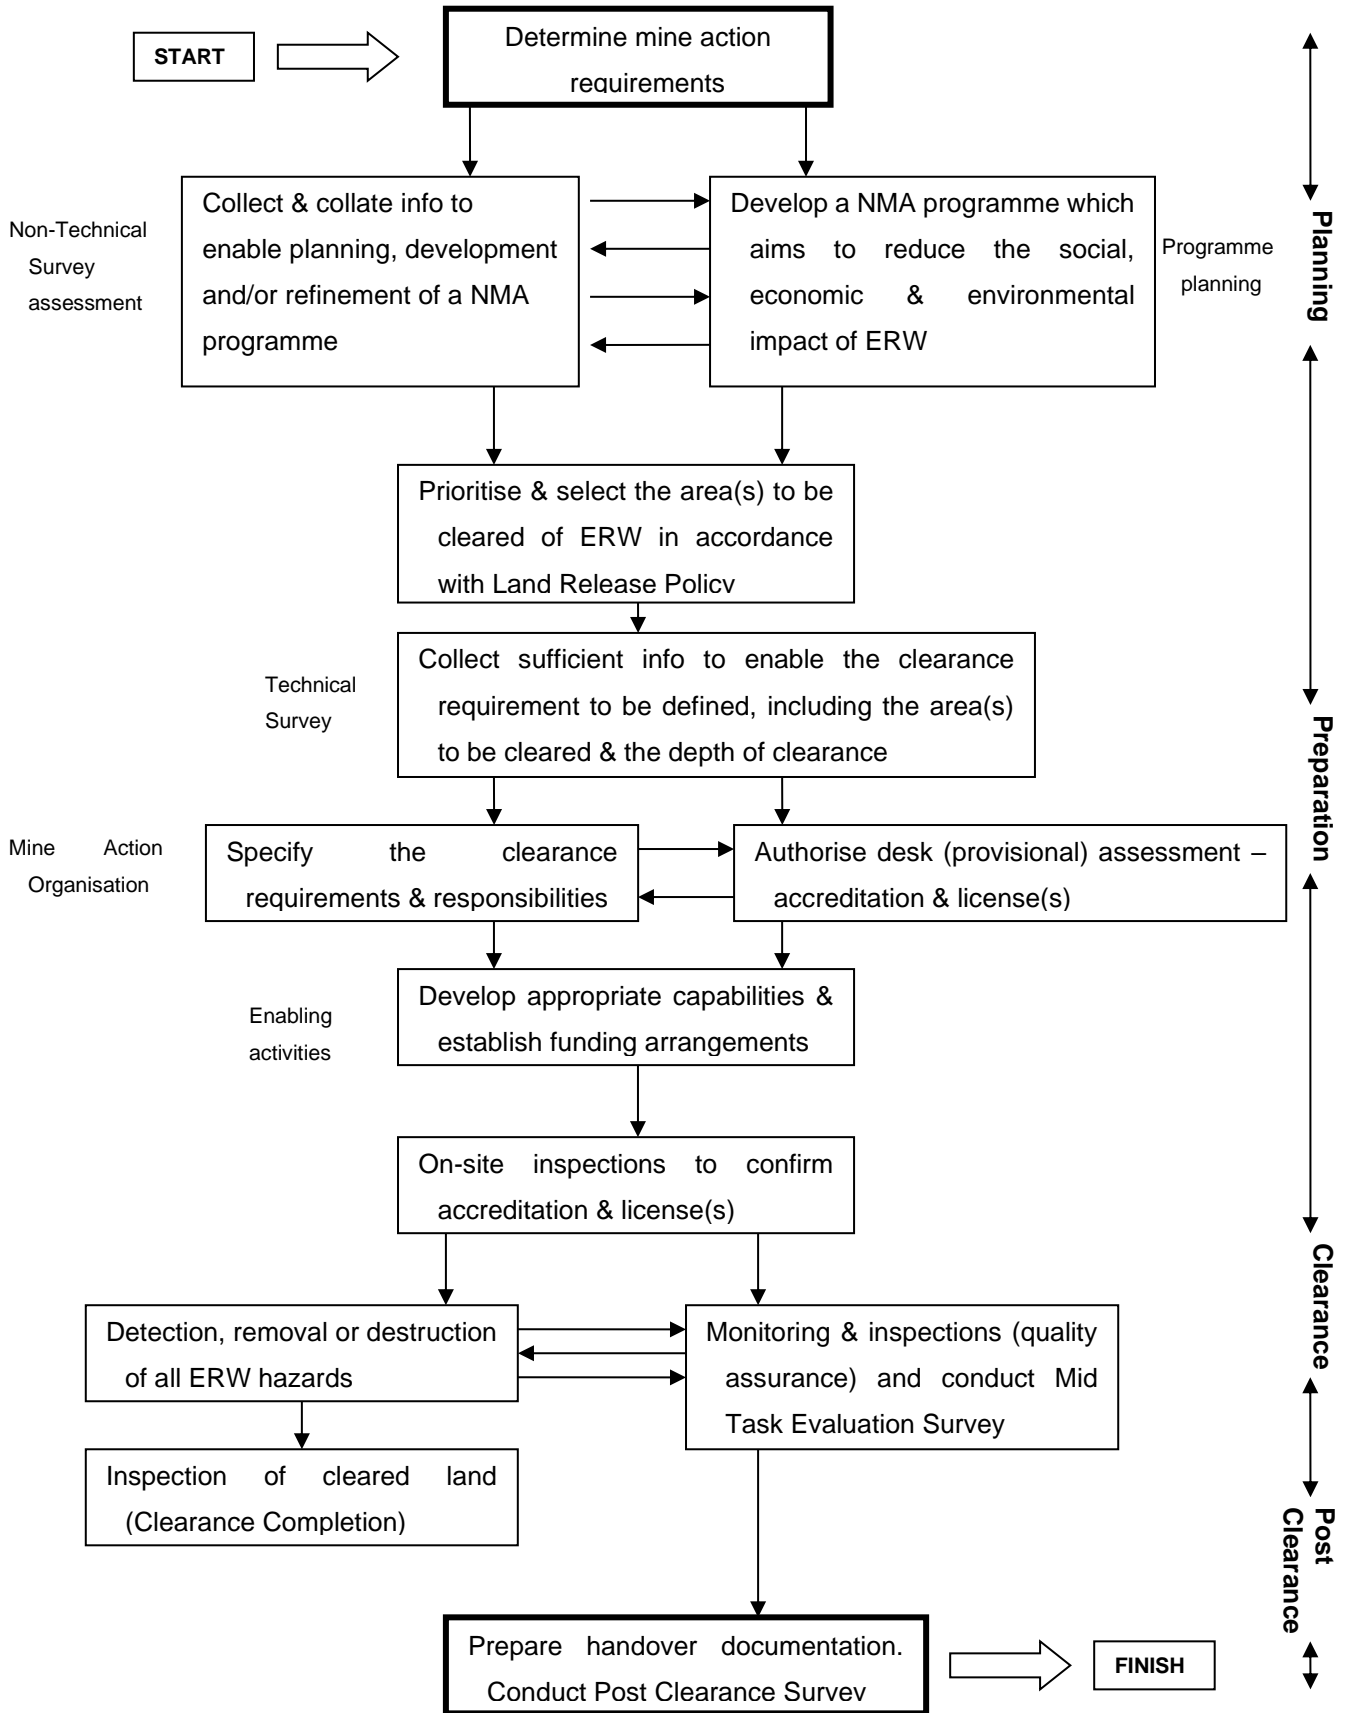 START
Determine mine action
requirements
Non-Technical
Survey
assessment
Collect & collate info to
enable planning, development
and/or refinement of a NMA
programme
Develop a NMA programme which
aims to reduce the social,
economic & environmental
impact of ERW
Programme
planning
Planning
Prioritise & select the area(s) to be
cleared of ERW in accordance
with Land Release Policy
Technical
Survey
Collect sufficient info to enable the clearance
requirement to be defined, including the area(s)
to be cleared & the depth of clearance
Preparation
Mine Action
Organisation
Specify the clearance
requirements & responsibilities
Authorise desk (provisional) assessment –
accreditation & license(s)
Enabling
activities
Develop appropriate capabilities &
establish funding arrangements
On-site inspections to confirm
accreditation & license(s)
Clearance
Detection, removal or destruction
of all ERW hazards
Monitoring & inspections (quality
assurance) and conduct Mid
Task Evaluation Survey
Inspection of cleared land
(Clearance Completion)
Post
Clearance
Prepare handover documentation.
Conduct Post Clearance Survey
FINISH